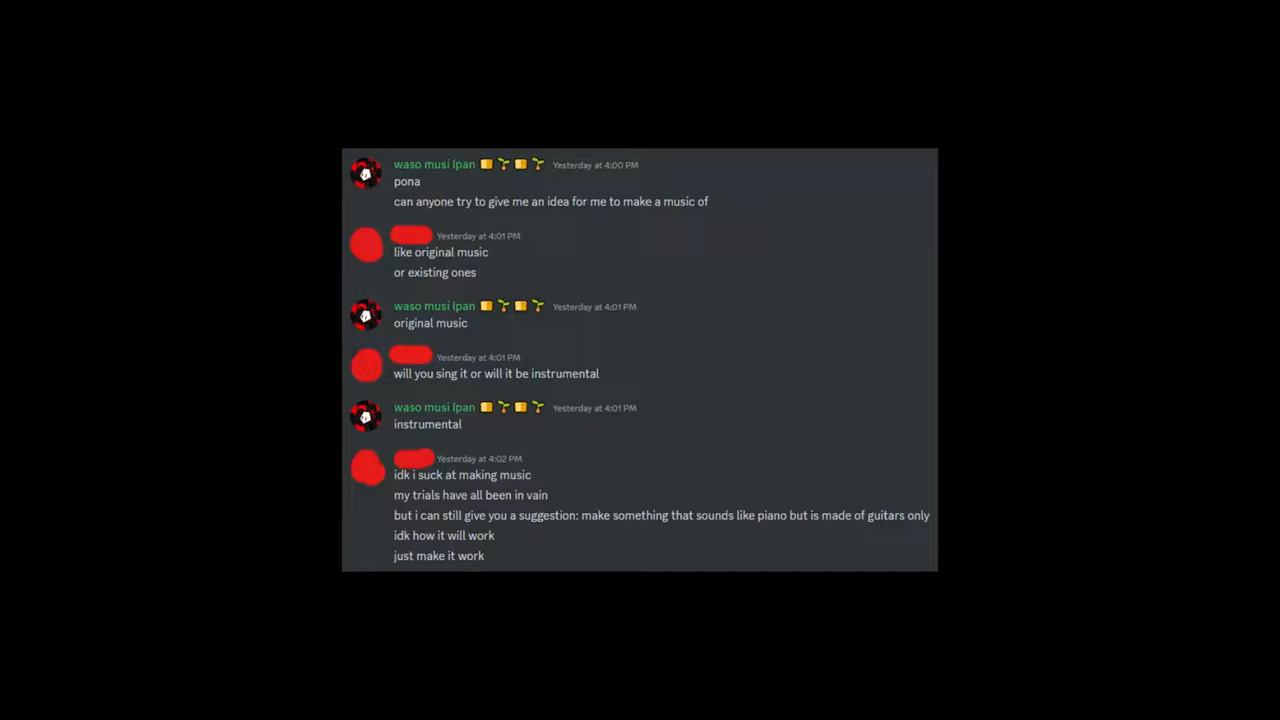 waso musi Ipan Yesterday at 4:00 PM
pona
can anyone try to give me an idea for me to make a music of
Yesterday at 4:01 PM
like original music
or existing ones
waso musi Ipan Yesterday at 4:01 PM
original music
Yesterday at 4:01 PM
will you sing it or will it be instrumental
waso musi Ipan Yesterday at 4:01 PM
instrumental
Yesterday at 4:02 PM
idk i suck at making music
my trials have all been in vain
but i can still give you a suggestion: make something that sounds like piano but is made of guitars only
idk how it will work
just make it work